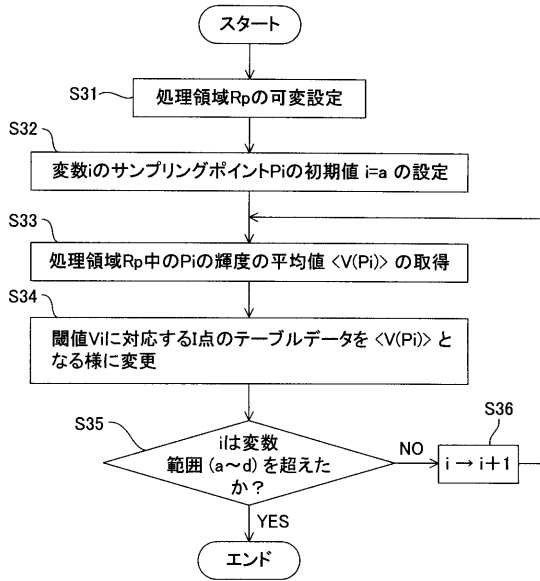 スタート
S31
処理領域Rpの可変設定
S32
変数iのサンプリングポイントPiの初期値 i=a の設定
S33
処理領域Rp中のPiの輝度の平均値 <V(Pi)> の取得
S34
閾値Viに対応するI点のテーブルデータを <V(Pi)> と
なる様に変更
S35
iは変数
範囲 (a~d) を超えた
か?
NO
S36
i → i+1
YES
エンド